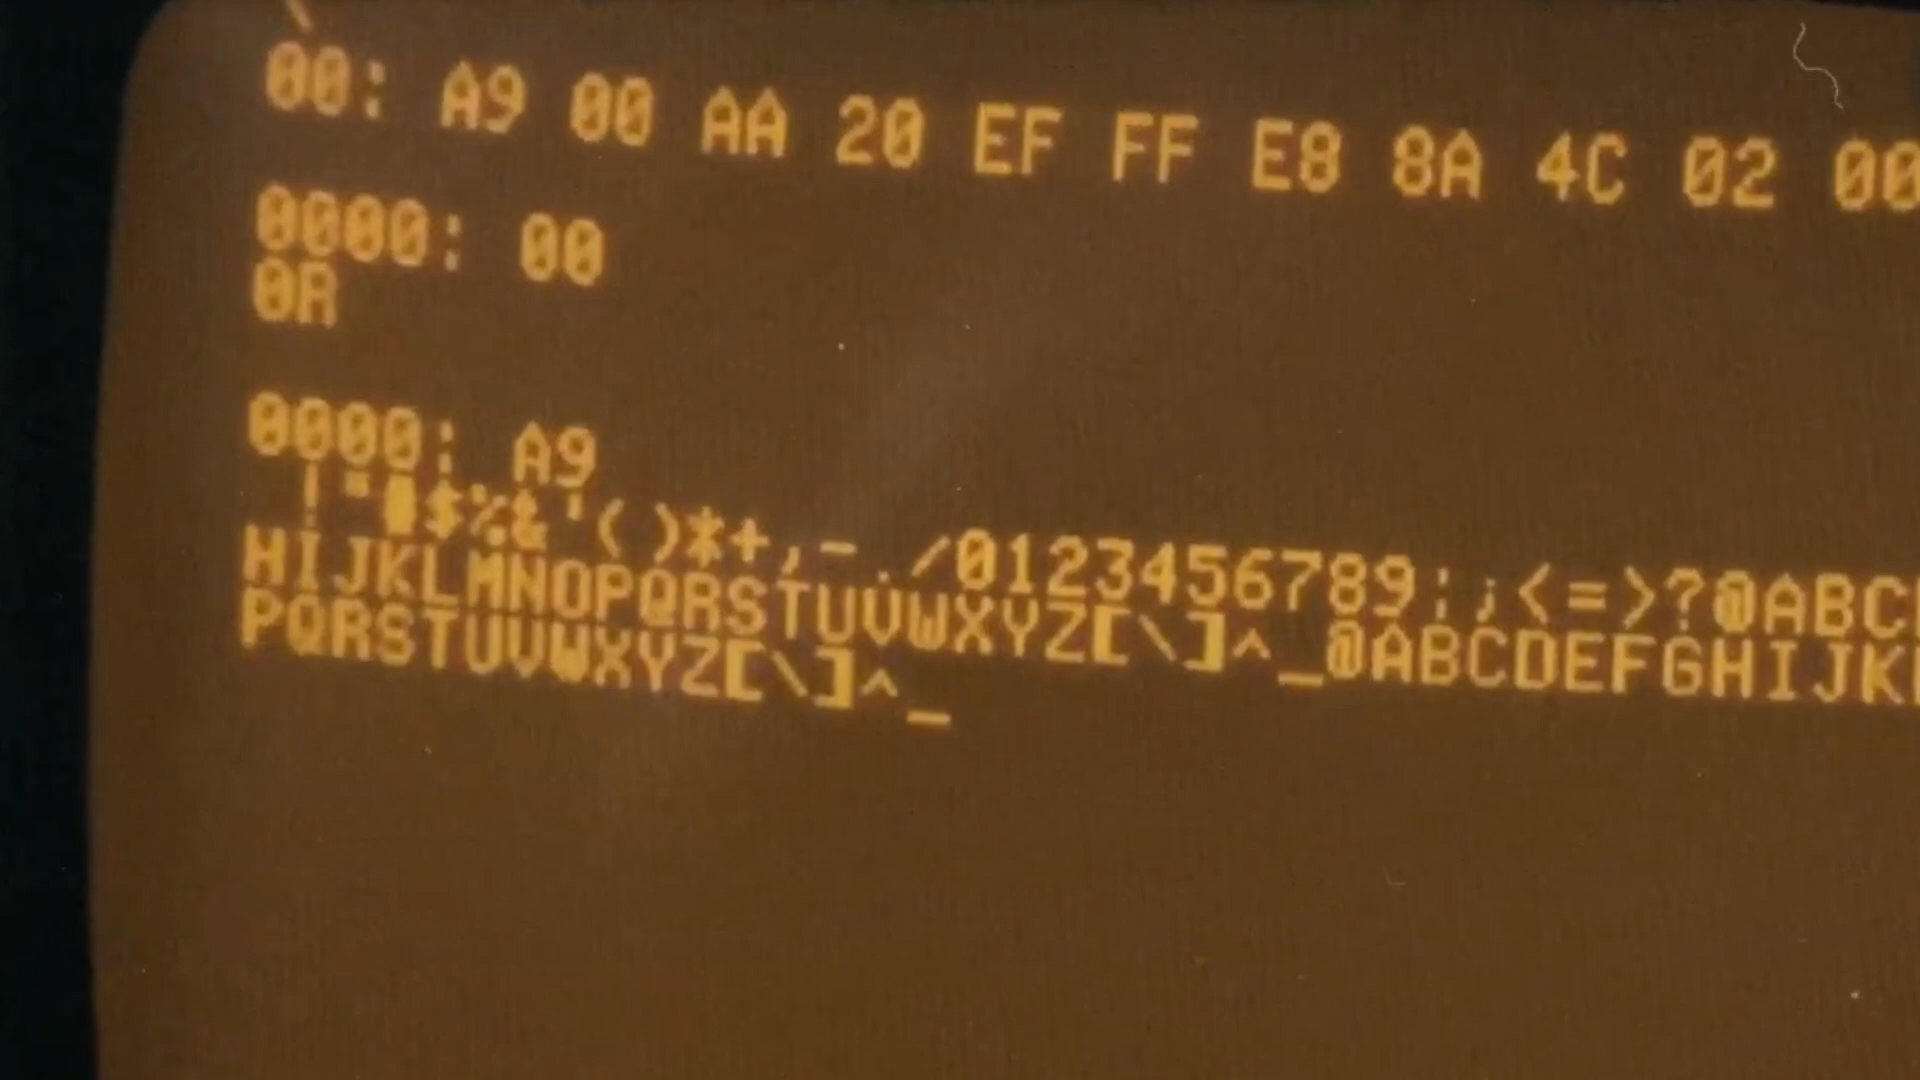 \
00: A9 00 AA 20 EF FF E8 8A 4C 02 00
0000: 00
0R
0000: A9
!"#$%&'()*+,-./0123456789:;<=>?@ABC
HIJKLMNOPQRSTUVWXYZ[\]^_@ABCDEFGHIJK
PQRSTUVWXYZ[\]^_